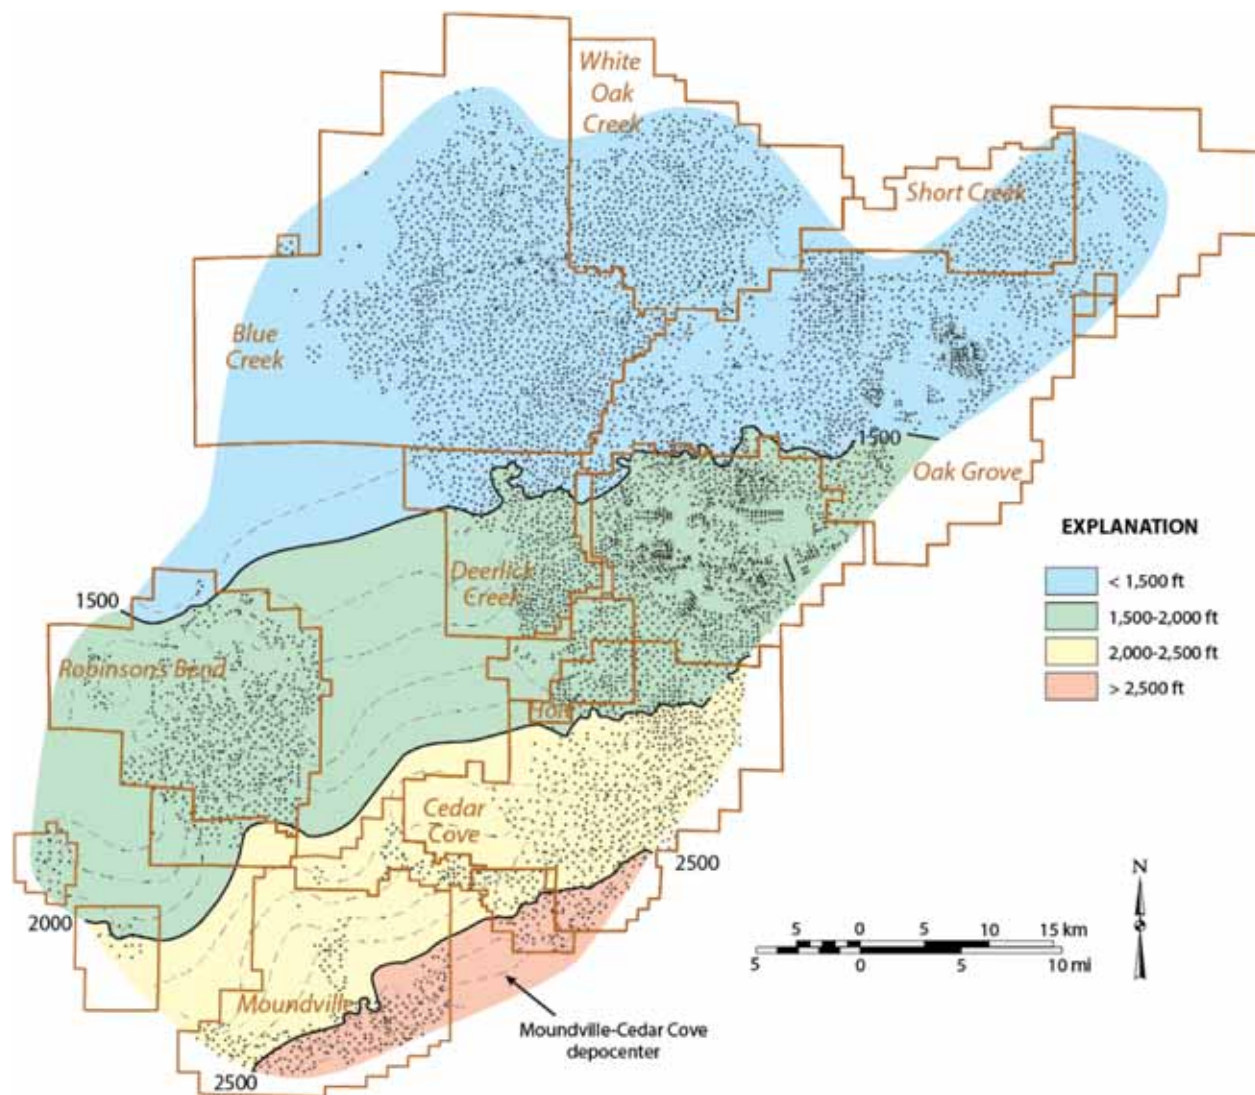 White
Oak
Creek
Short Creek
Blue
Creek
1500
Oak Grove
EXPLANATION
< 1,500 ft
1,500-2,000 ft
2,000-2,500 ft
> 2,500 ft
Deerlick
Creek
1500
Robinson's Bend
Holt
Cedar
Cove
2500
N
2000
5 0 5 10 15 km
5 0 5 10 mi
Moundville
Moundville-Cedar Cove
depocenter
2500